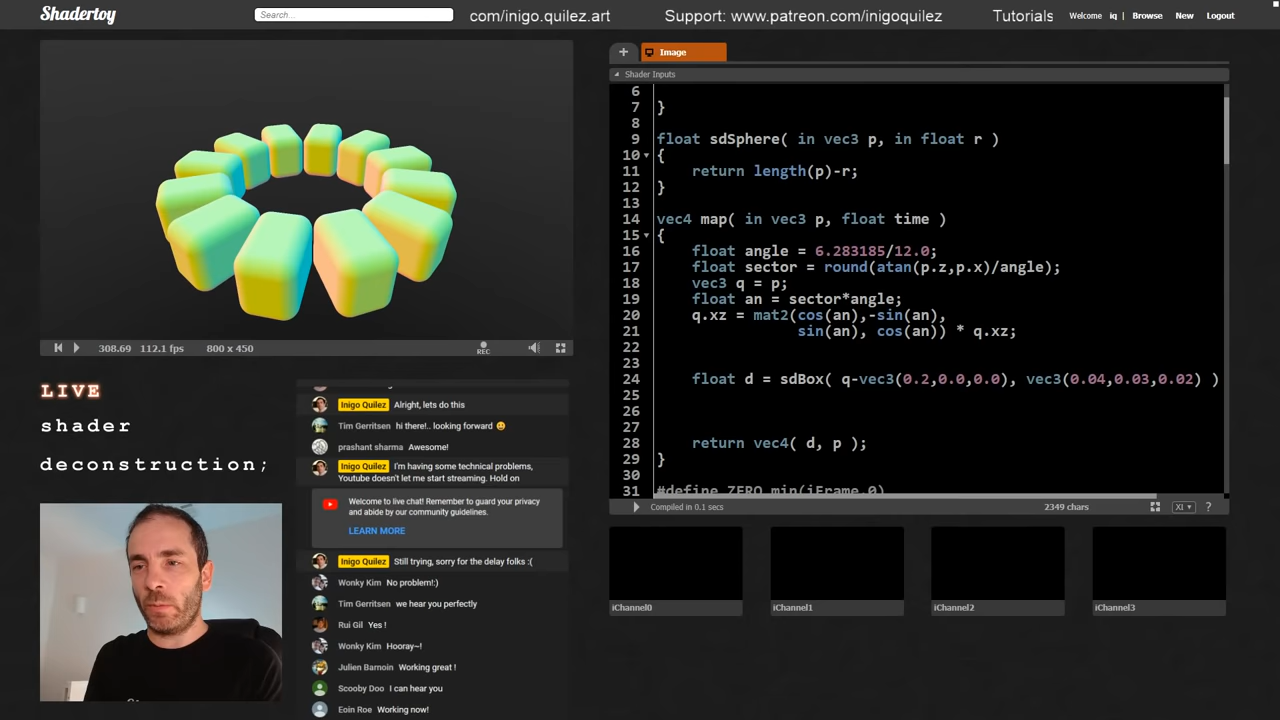 Shadertoy
Search...
com/inigo.quilez.art
Support: www.patreon.com/inigoquilez
Tutorials
Welcome iq | Browse New Logout
+ Image
Shader Inputs
6
7 }
8
9 float sdSphere( in vec3 p, in float r )
10 {
11 return length(p)-r;
12 }
13
14 vec4 map( in vec3 p, float time )
15 {
16 float angle = 6.283185/12.0;
17 float sector = round(atan(p.z,p.x)/angle);
18 vec3 q = p;
19 float an = sector*angle;
20 q.xz = mat2(cos(an),-sin(an),
21 sin(an), cos(an)) * q.xz;
22
23
24 float d = sdBox( q-vec3(0.2,0.0,0.0), vec3(0.04,0.03,0.02) )
25
26
27
28 return vec4( d, p );
29 }
30
31 #define ZERO min(iFrame,0)
Compiled in 0.1 secs
2349 chars
XI
?
308.69 112.1 fps 800 x 450
REC
LIVE
shader
deconstruction;
Inigo Quilez Alright, lets do this
Tim Gerritsen hi there!.. looking forward
prashant sharma Awesome!
Inigo Quilez I'm having some technical problems,
Youtube doesn't let me start streaming. Hold on
Welcome to live chat! Remember to guard your privacy
and abide by our community guidelines.
LEARN MORE
Inigo Quilez Still trying, sorry for the delay folks :(
Wonky Kim No problem!:)
Tim Gerritsen we hear you perfectly
Rui Gil Yes !
Wonky Kim Hooray~!
Julien Barnoin Working great !
Scooby Doo I can hear you
Eoin Roe Working now!
iChannel0
iChannel1
iChannel2
iChannel3